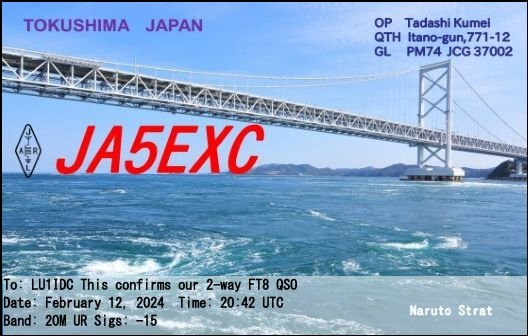 TOKUSHIMA JAPAN
OP Tadashi Kumei
QTH Itano-gun,771-12
GL PM74 JCG 37002
JA5EXC
J
A R
L
To: LU1IDC This confirms our 2-way FT8 QSO
Date: February 12, 2024 Time: 20:42 UTC
Band: 20M UR Sigs: -15
Naruto Strat